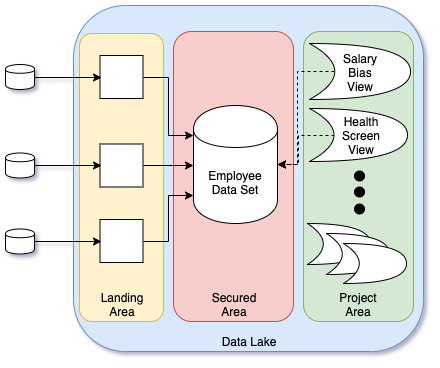 Salary
Bias
View
Health
Screen
View
Employee
Data Set
Landing
Area
Secured
Area
Project
Area
Data Lake